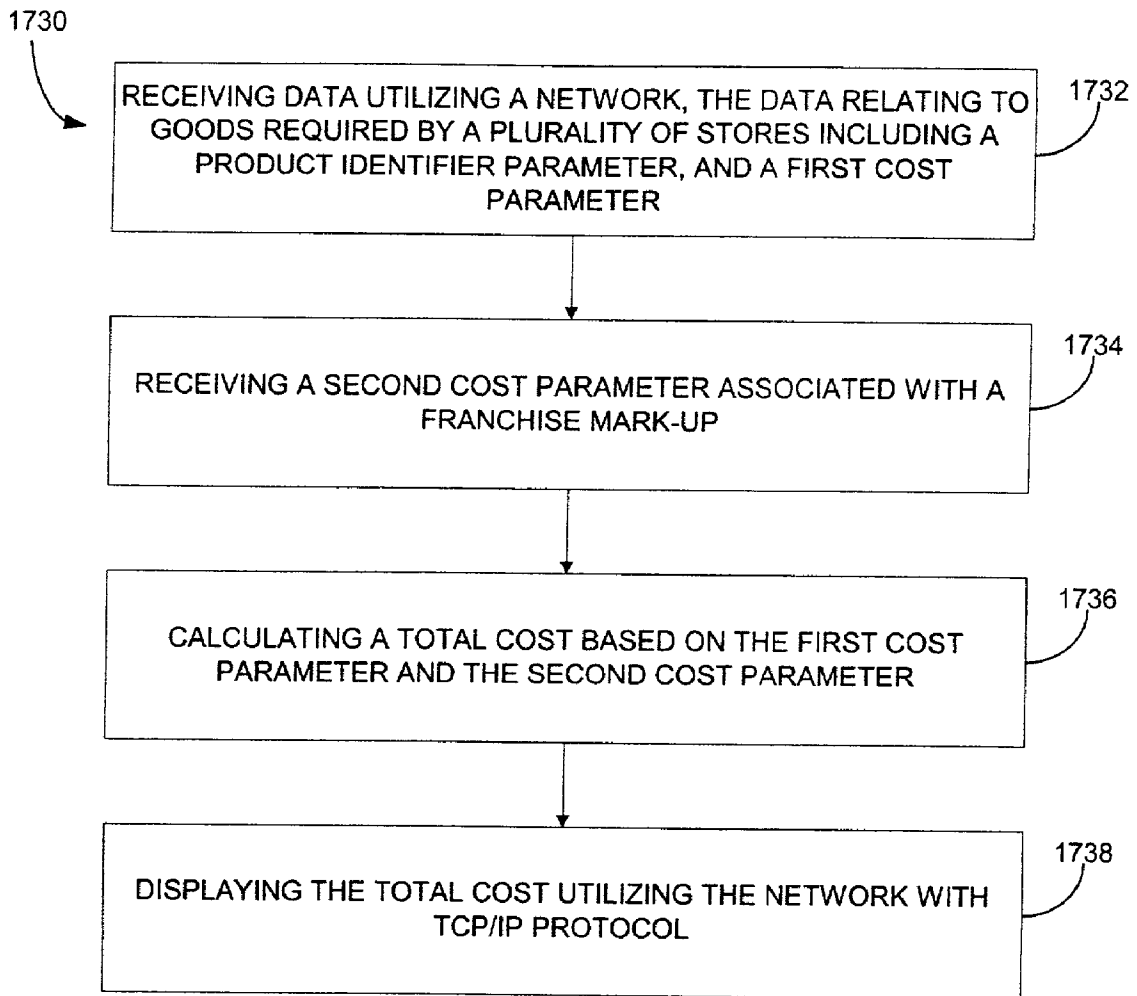 1730
RECEIVING DATA UTILIZING A NETWORK, THE DATA RELATING TO
GOODS REQUIRED BY A PLURALITY OF STORES INCLUDING A
PRODUCT IDENTIFIER PARAMETER, AND A FIRST COST
PARAMETER
1732
RECEIVING A SECOND COST PARAMETER ASSOCIATED WITH A
FRANCHISE MARK-UP
1734
CALCULATING A TOTAL COST BASED ON THE FIRST COST
PARAMETER AND THE SECOND COST PARAMETER
1736
DISPLAYING THE TOTAL COST UTILIZING THE NETWORK WITH
TCP/IP PROTOCOL
1738